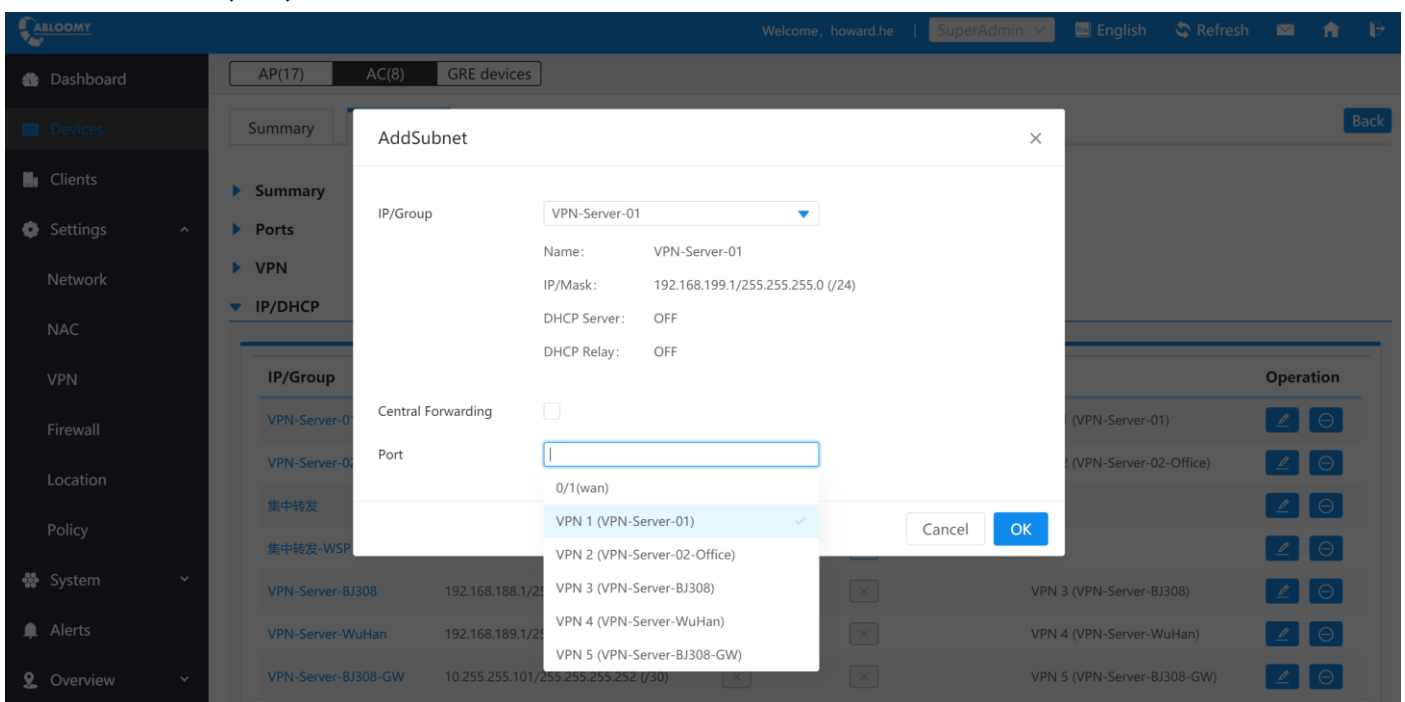 ABLOOMY
Welcome, howard.he | SuperAdmin English Refresh
Dashboard
Devices
Clients
Settings
Network
NAC
VPN
Firewall
Location
Policy
System
Alerts
Overview
AP(17) AC(8) GRE devices
Summary
Back
Summary
Ports
VPN
IP/DHCP
IP/Group Operation
VPN-Server-01 (VPN-Server-01)
VPN-Server-02 (VPN-Server-02-Office)
集中转发
集中转发-WSP
VPN-Server-BJ308 192.168.188.1/25 VPN 3 (VPN-Server-BJ308)
VPN-Server-WuHan 192.168.189.1/25 VPN 4 (VPN-Server-WuHan)
VPN-Server-BJ308-GW 10.255.255.101/255.255.255.252 (/30) VPN 5 (VPN-Server-BJ308-GW)
AddSubnet
IP/Group VPN-Server-01
Name: VPN-Server-01
IP/Mask: 192.168.199.1/255.255.255.0 (/24)
DHCP Server: OFF
DHCP Relay: OFF
Central Forwarding
Port
0/1(wan)
VPN 1 (VPN-Server-01)
VPN 2 (VPN-Server-02-Office)
VPN 3 (VPN-Server-BJ308)
VPN 4 (VPN-Server-WuHan)
VPN 5 (VPN-Server-BJ308-GW)
Cancel OK